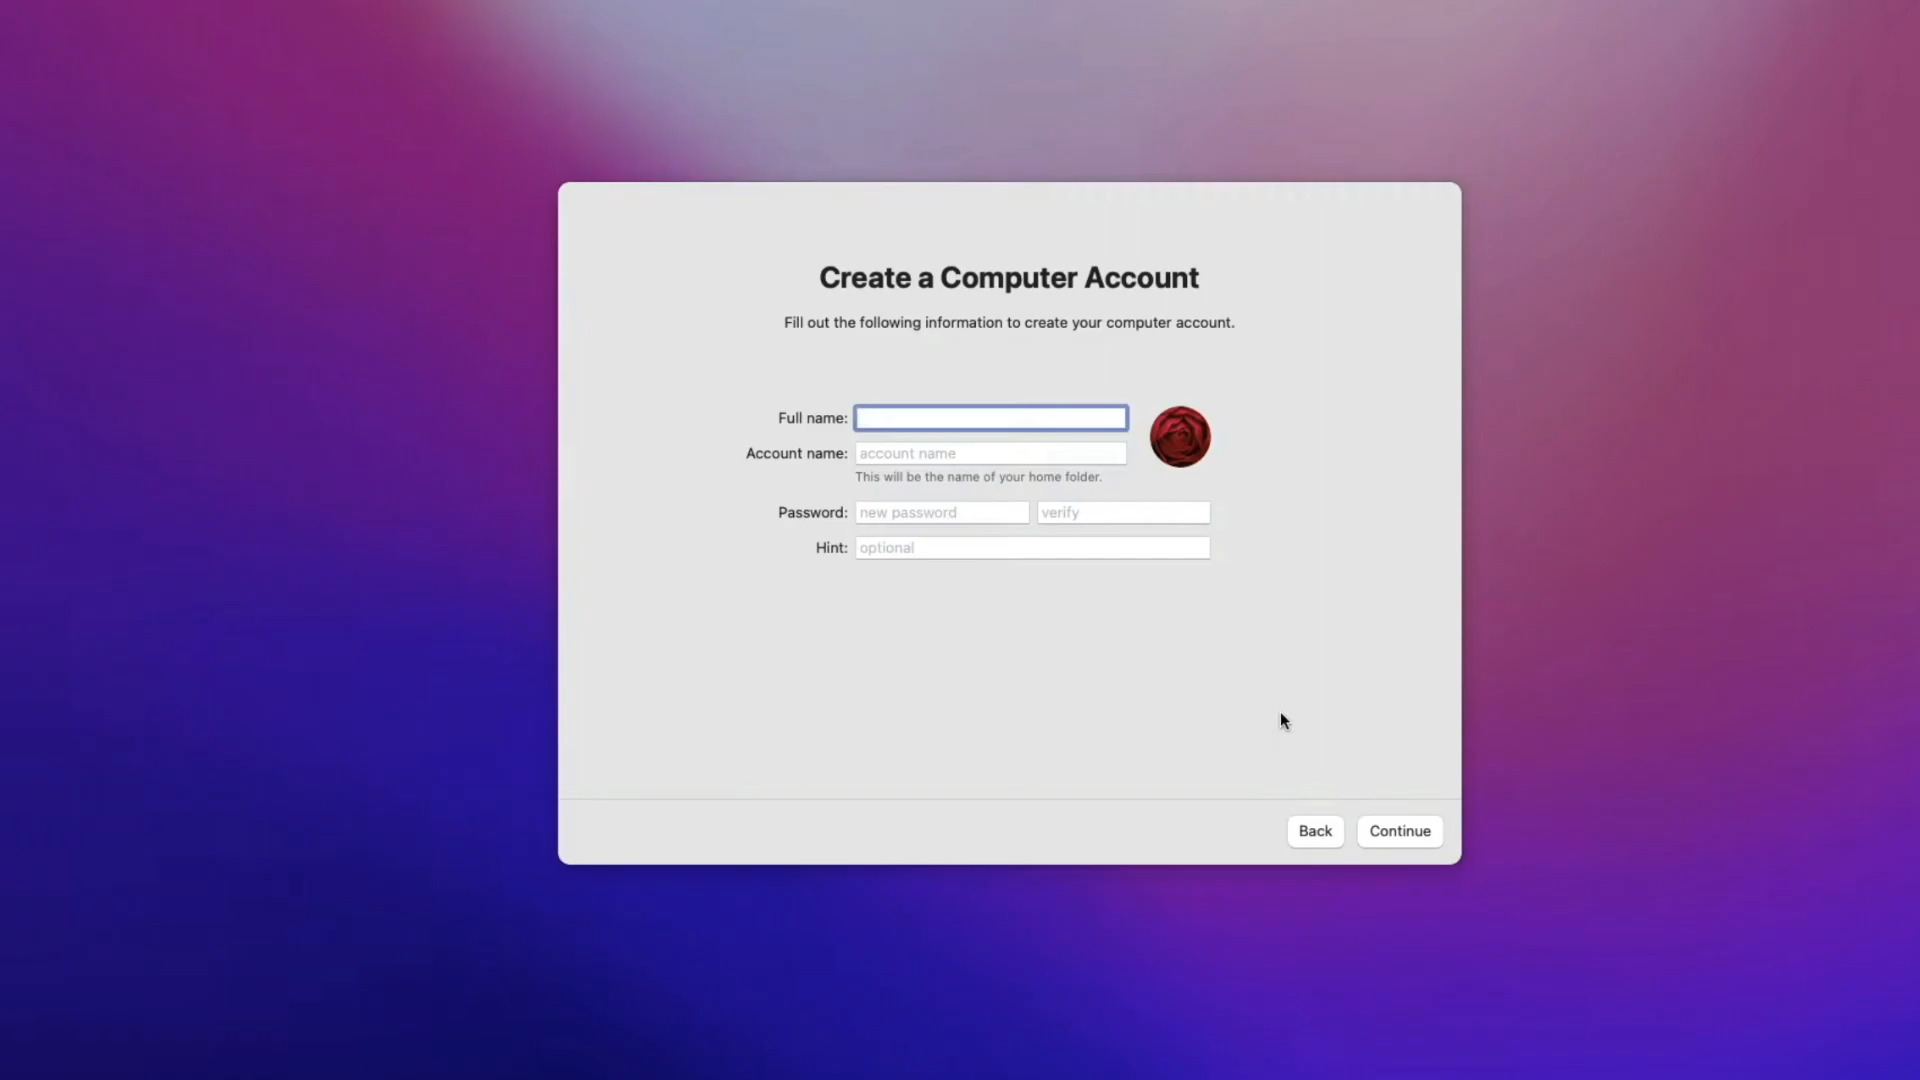 Create a Computer Account
Fill out the following information to create your computer account.
Full name:
Account name: account name
This will be the name of your home folder.
Password: new password verify
Hint: optional
Back Continue